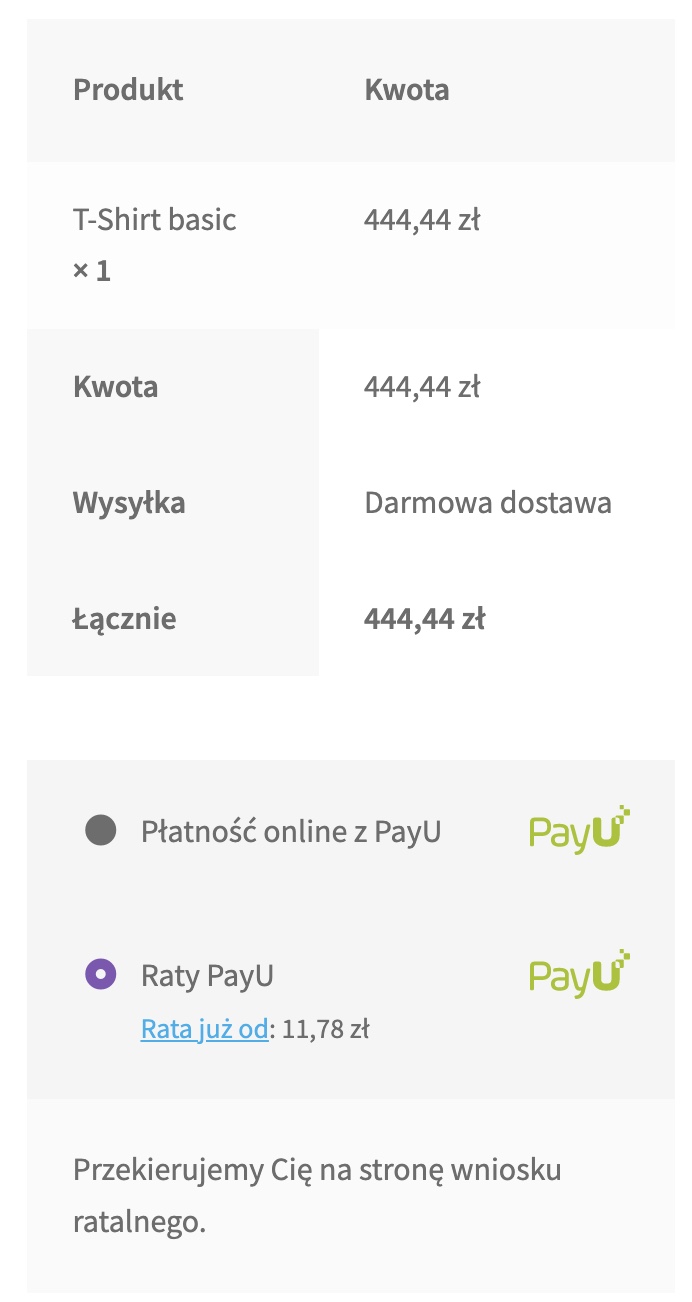 Produkt Kwota
T-Shirt basic 444,44 zł
× 1
Kwota 444,44 zł
Wysyłka Darmowa dostawa
Łącznie 444,44 zł
Płatność online z PayU PayU
Raty PayU PayU
Rata już od: 11,78 zł
Przekierujemy Cię na stronę wniosku
ratalnego.